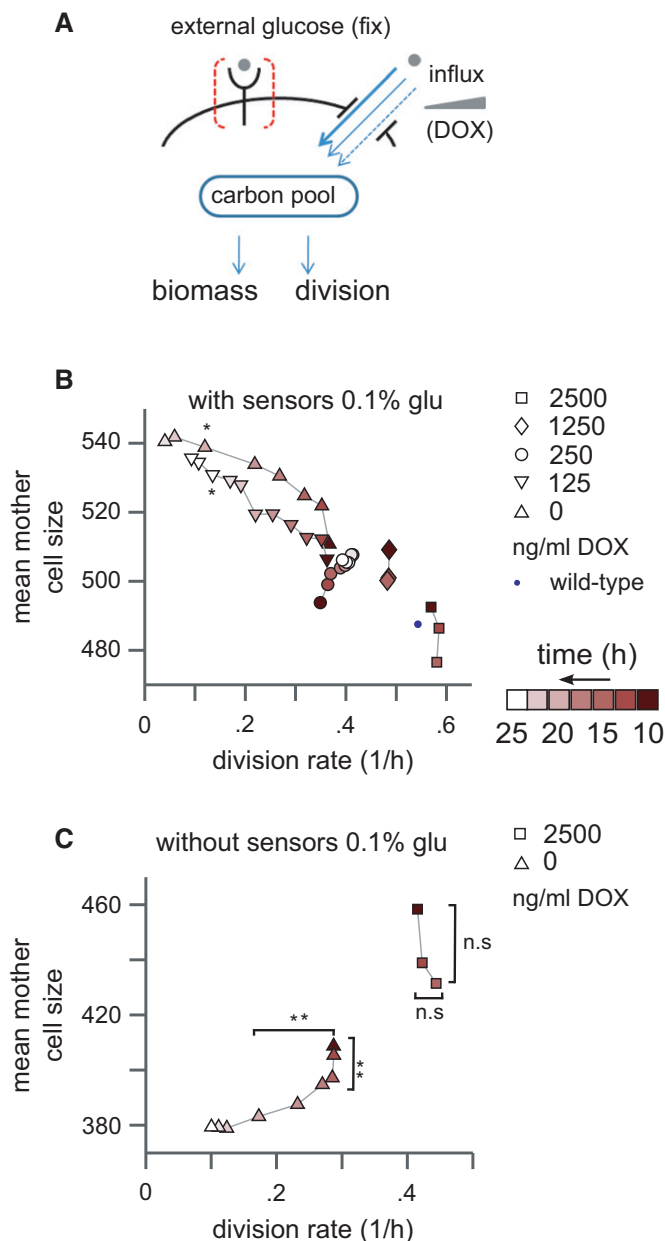 A
external glucose (fix)
influx
(DOX)
carbon pool
biomass division
B
with sensors 0.1% glu
mean mother
cell size
540
520
500
480
*
*
0 .2 .4 .6
division rate (1/h)
2500
1250
250
125
0
ng/ml DOX
wild-type
time (h)
25 20 15 10
C
without sensors 0.1% glu
mean mother
cell size
460
420
380
**
**
n.s
n.s
0 .2 .4
division rate (1/h)
2500
0
ng/ml DOX